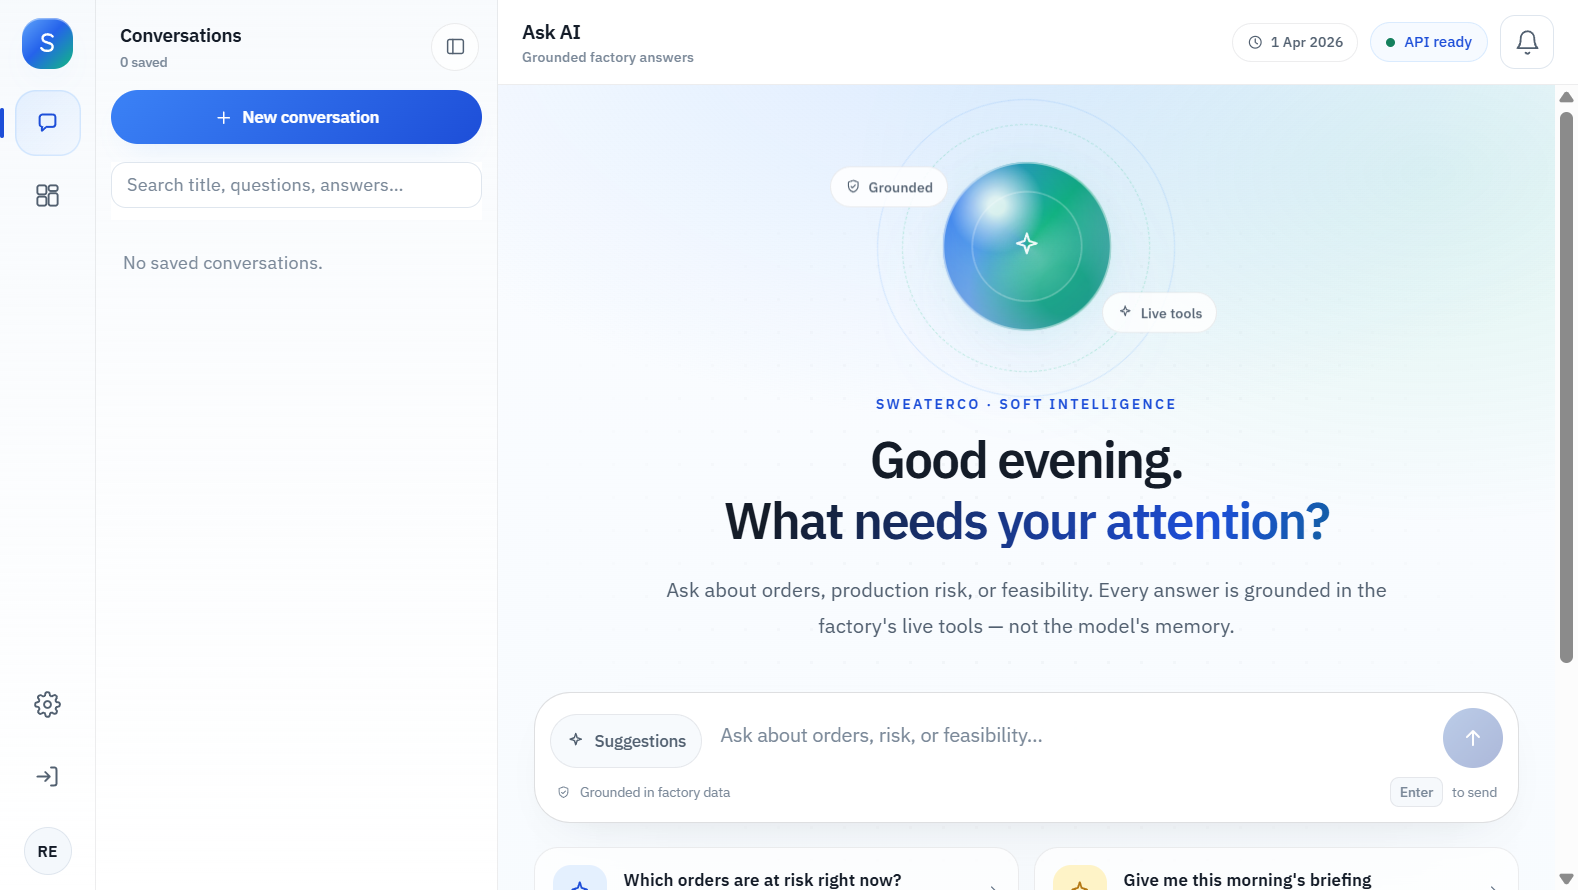 S
Conversations
0 saved
New conversation
Search title, questions, answers...
No saved conversations.
RE
Ask AI
Grounded factory answers
1 Apr 2026
API ready
Grounded
Live tools
SWEATERCO · SOFT INTELLIGENCE
Good evening.
What needs your attention?
Ask about orders, production risk, or feasibility. Every answer is grounded in the
factory's live tools — not the model's memory.
Suggestions
Ask about orders, risk, or feasibility...
Grounded in factory data
Enter to send
Which orders are at risk right now?
Give me this morning's briefing